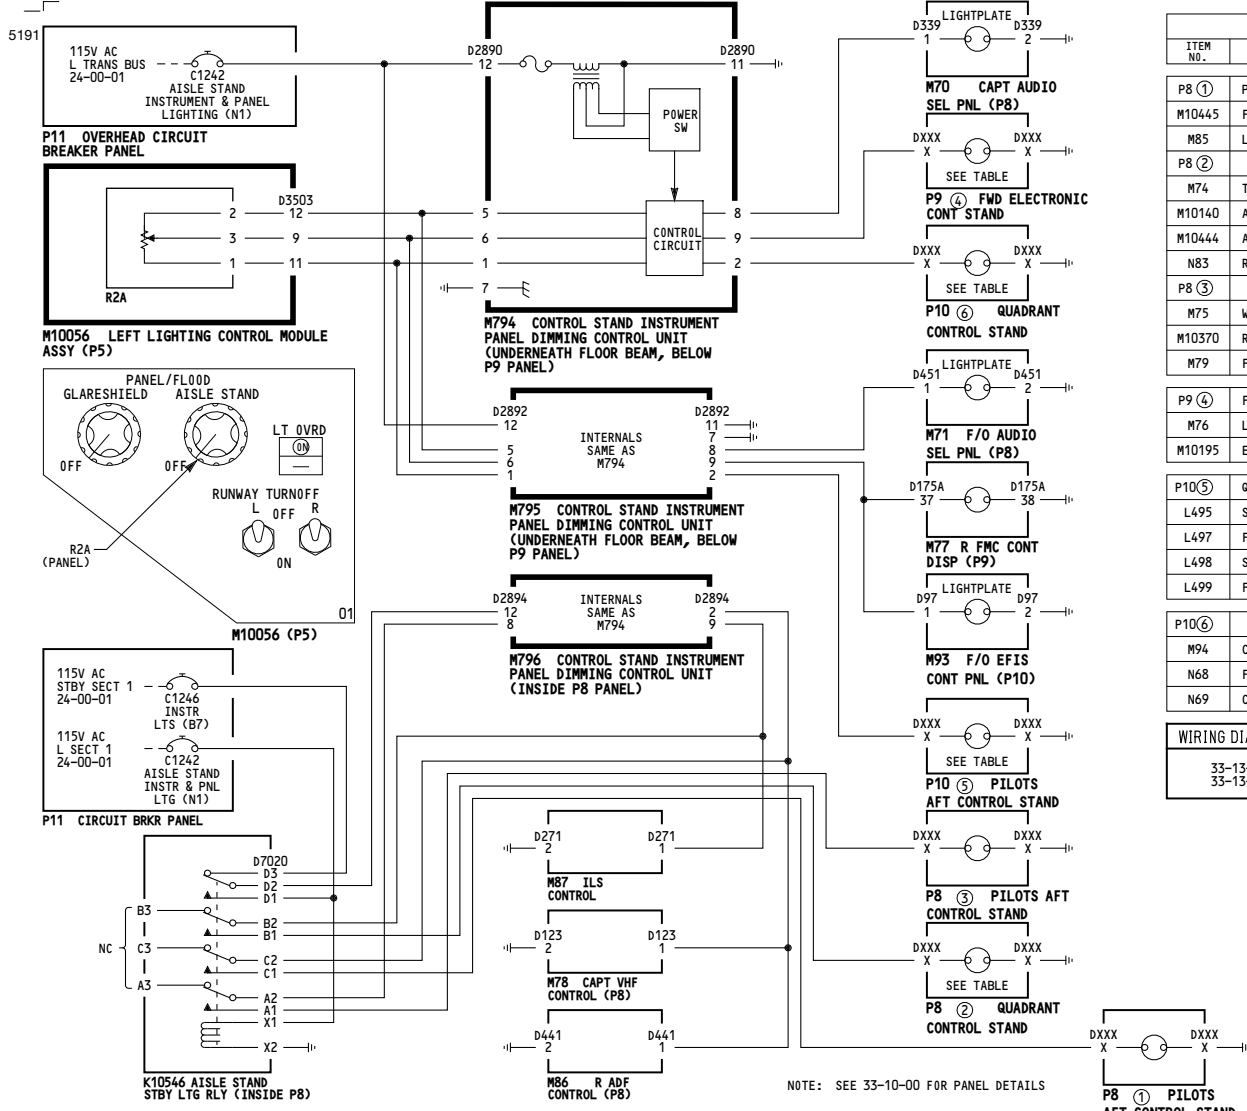 5191
115V AC
L TRANS BUS
24-00-01
C1242
AISLE STAND
INSTRUMENT & PANEL
LIGHTING (N1)
P11 OVERHEAD CIRCUIT
BREAKER PANEL
D3503
2 12
3 9
1 11
R2A
M10056 LEFT LIGHTING CONTROL MODULE
ASSY (P5)
PANEL/FLOOD
GLARESHIELD AISLE STAND
LT OVRD
ON
OFF
OFF
RUNWAY TURNOFF
L OFF R
ON
R2A
(PANEL)
01
M10056 (P5)
115V AC
STBY SECT 1
24-00-01
C1246
INSTR
LTS (B7)
115V AC
L SECT 1
24-00-01
C1242
AISLE STAND
INSTR & PNL
LTG (N1)
P11 CIRCUIT BRKR PANEL
D7020
D3
D2
D1
B3
B2
B1
NC
C3
C2
C1
A3
A2
A1
X1
X2
K10546 AISLE STAND
STBY LTG RLY (INSIDE P8)
D2890 D2890
12 11
POWER
SW
CONTROL
CIRCUIT
5 8
6 9
1 2
7
M794 CONTROL STAND INSTRUMENT
PANEL DIMMING CONTROL UNIT
(UNDERNEATH FLOOR BEAM, BELOW
P9 PANEL)
D2892 D2892
12 11
7
5 8
6 9
1 2
INTERNALS
SAME AS
M794
M795 CONTROL STAND INSTRUMENT
PANEL DIMMING CONTROL UNIT
(UNDERNEATH FLOOR BEAM, BELOW
P9 PANEL)
D2894 D2894
12 2
8 9
INTERNALS
SAME AS
M794
M796 CONTROL STAND INSTRUMENT
PANEL DIMMING CONTROL UNIT
(INSIDE P8 PANEL)
D271 D271
2 1
M87 ILS
CONTROL
D123 D123
2 1
M78 CAPT VHF
CONTROL (P8)
D441 D441
2 1
M86 R ADF
CONTROL (P8)
LIGHTPLATE
D339 D339
1 2
M70 CAPT AUDIO
SEL PNL (P8)
DXXX DXXX
X X
SEE TABLE
P9 ④ FWD ELECTRONIC
CONT STAND
DXXX DXXX
X X
SEE TABLE
P10 ⑥ QUADRANT
CONTROL STAND
LIGHTPLATE
D451 D451
1 2
M71 F/O AUDIO
SEL PNL (P8)
D175A D175A
37 38
M77 R FMC CONT
DISP (P9)
LIGHTPLATE
D97 D97
1 2
M93 F/O EFIS
CONT PNL (P10)
DXXX DXXX
X X
SEE TABLE
P10 ⑤ PILOTS
AFT CONTROL STAND
DXXX DXXX
X X
P8 ③ PILOTS AFT
CONTROL STAND
DXXX DXXX
X X
SEE TABLE
P8 ② QUADRANT
CONTROL STAND
DXXX DXXX
X X
P8 ① PILOTS
AFT CONTROL STAND
NOTE: SEE 33-10-00 FOR PANEL DETAILS
ITEM
NO.
P8 ① P
M10445 F
M85 L
P8 ②
M74 T
M10140 A
M10444 A
N83 R
P8 ③
M75 W
M10370 R
M79 F
P9 ④ F
M76 L
M10195 E
P10 ⑤ Q
L495 S
L497 F
L498 S
L499 F
P10 ⑥
M94 C
N68 F
N69 C
WIRING DIA
33-13-
33-13-